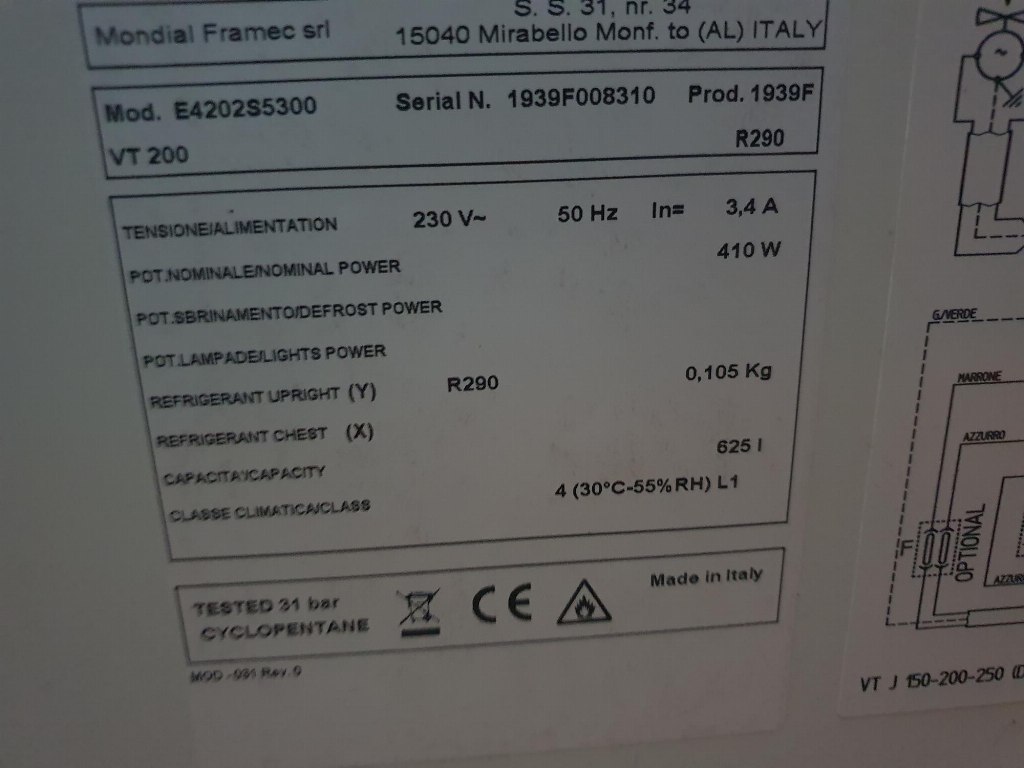 S. S. 31, nr. 34
Mondial Framec srl 15040 Mirabello Monf. to (AL) ITALY
Mod. E4202S5300 Serial N. 1939F008310 Prod. 1939F
VT 200 R290
TENSIONE/ALIMENTATION 230 V~ 50 Hz In= 3,4 A
POT.NOMINALE/NOMINAL POWER 410 W
POT.SBRINAMENTO/DEFROST POWER
POT.LAMPADE/LIGHTS POWER
REFRIGERANT UPRIGHT (Y) R290 0,105 Kg
REFRIGERANT CHEST (X)
CAPACITA'/CAPACITY 625 l
CLASSE CLIMATICA/CLASS 4 (30°C-55%RH) L1
TESTED 31 bar
CYCLOPENTANE
CE
Made in Italy
MOD -091 Rev.0
~
G/VERDE
MARRONE
AZZURRO
F
OPTIONAL
VT J 150-200-250